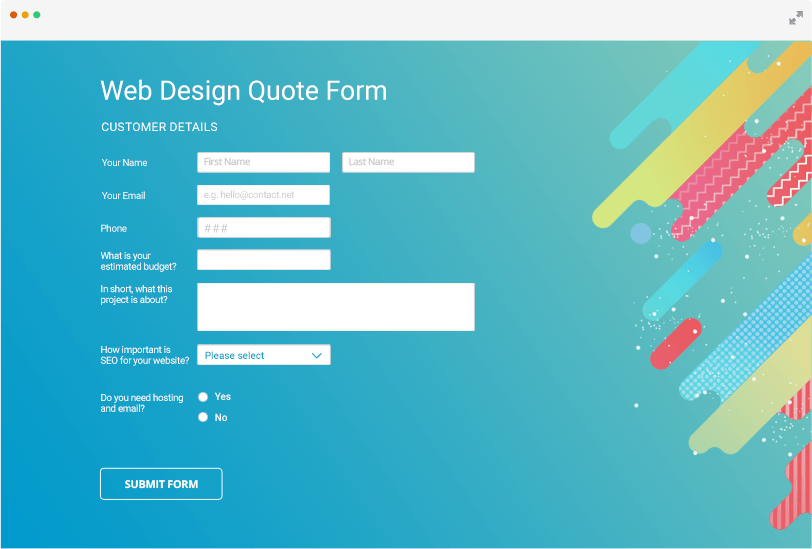 Web Design Quote Form
CUSTOMER DETAILS
Your Name
First Name
Last Name
Your Email
e.g. hello@contact.net
Phone
###
What is your
estimated budget?
In short, what this
project is about?
How important is
SEO for your website?
Please select
Do you need hosting
and email?
Yes
No
SUBMIT FORM